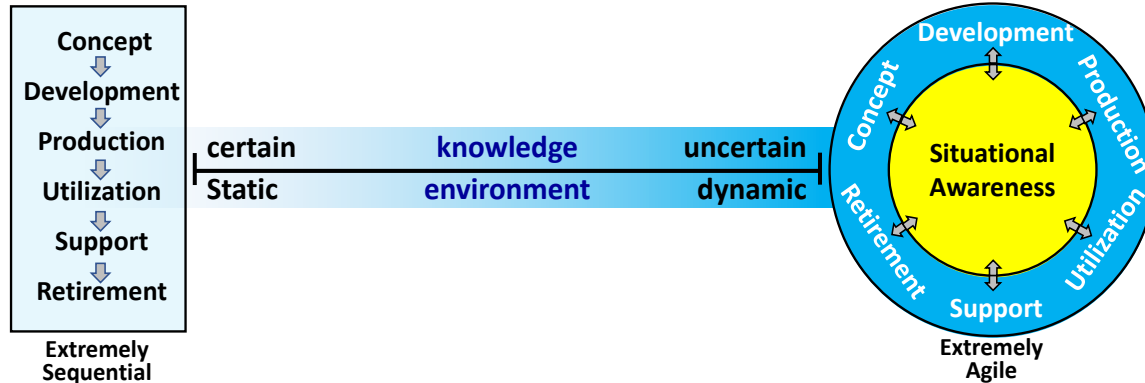 Concept
Development
Production
Utilization
Support
Retirement
Extremely
Sequential
certain knowledge uncertain
Static environment dynamic
Concept
Development
Production
Utilization
Support
Retirement
Situational
Awareness
Extremely
Agile